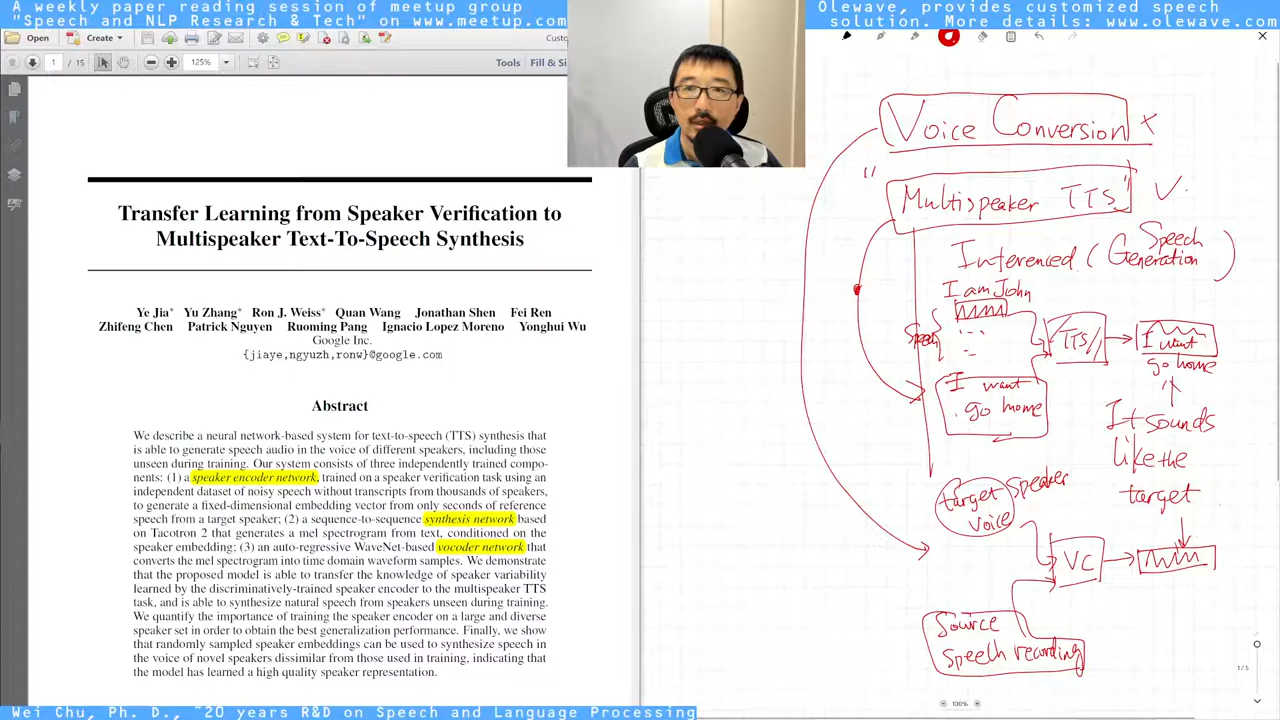 A weekly paper reading session of meetup group
"Speech and NLP Research & Tech" on www.meetup.com
Olewave, provides customized speech
solution. More details: www.olewave.com
Open
Create
Custo
1
/ 15
125%
Tools
Fill & Si
Transfer Learning from Speaker Verification to
Multispeaker Text-To-Speech Synthesis
Ye Jia* Yu Zhang* Ron J. Weiss* Quan Wang Jonathan Shen Fei Ren
Zhifeng Chen Patrick Nguyen Ruoming Pang Ignacio Lopez Moreno Yonghui Wu
Google Inc.
{jiaye,ngyuzh,ronw}@google.com
Abstract
We describe a neural network-based system for text-to-speech (TTS) synthesis that
is able to generate speech audio in the voice of different speakers, including those
unseen during training. Our system consists of three independently trained compo-
nents: (1) a speaker encoder network, trained on a speaker verification task using an
independent dataset of noisy speech without transcripts from thousands of speakers,
to generate a fixed-dimensional embedding vector from only seconds of reference
speech from a target speaker; (2) a sequence-to-sequence synthesis network based
on Tacotron 2 that generates a mel spectrogram from text, conditioned on the
speaker embedding; (3) an auto-regressive WaveNet-based vocoder network that
converts the mel spectrogram into time domain waveform samples. We demonstrate
that the proposed model is able to transfer the knowledge of speaker variability
learned by the discriminatively-trained speaker encoder to the multispeaker TTS
task, and is able to synthesize natural speech from speakers unseen during training.
We quantify the importance of training the speaker encoder on a large and diverse
speaker set in order to obtain the best generalization performance. Finally, we show
that randomly sampled speaker embeddings can be used to synthesize speech in
the voice of novel speakers dissimilar from those used in training, indicating that
the model has learned a high quality speaker representation.
Voice Conversion x
"Multispeaker TTS" ✓
Inferenced (Speech
Generation)
I am John
Speech
TTS
I want
go home
I want
go home
It sounds
like the
target
target speaker
voice
VC
Source
speech recording
1 / 5
100%
Wei Chu, Ph. D., ~20 years R&D on Speech and Language Processing